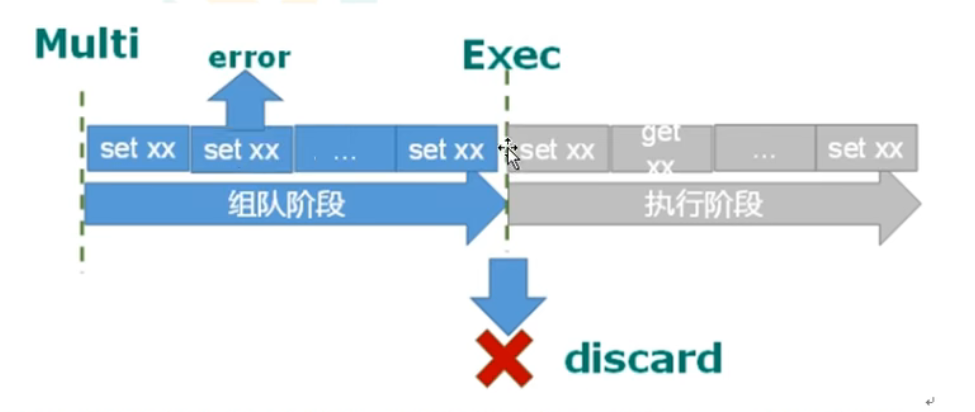 Multi
error
Exec
set xx
set xx
...
set xx
set xx
get
xx
...
set xx
组队阶段
执行阶段
discard